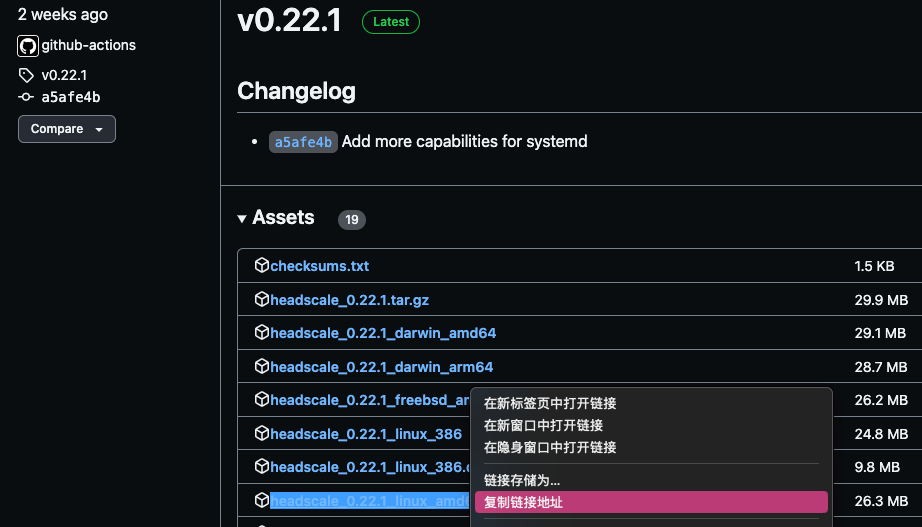 2 weeks ago
github-actions
v0.22.1
a5afe4b
Compare
v0.22.1 Latest
Changelog
• a5afe4b Add more capabilities for systemd
Assets 19
checksums.txt 1.5 KB
headscale_0.22.1.tar.gz 29.9 MB
headscale_0.22.1_darwin_amd64 29.1 MB
headscale_0.22.1_darwin_arm64 28.7 MB
headscale_0.22.1_freebsd_am 26.2 MB
headscale_0.22.1_linux_386 24.8 MB
headscale_0.22.1_linux_386. 9.8 MB
headscale_0.22.1_linux_amd6 26.3 MB
在新标签页中打开链接
在新窗口中打开链接
在隐身窗口中打开链接
链接存储为...
复制链接地址